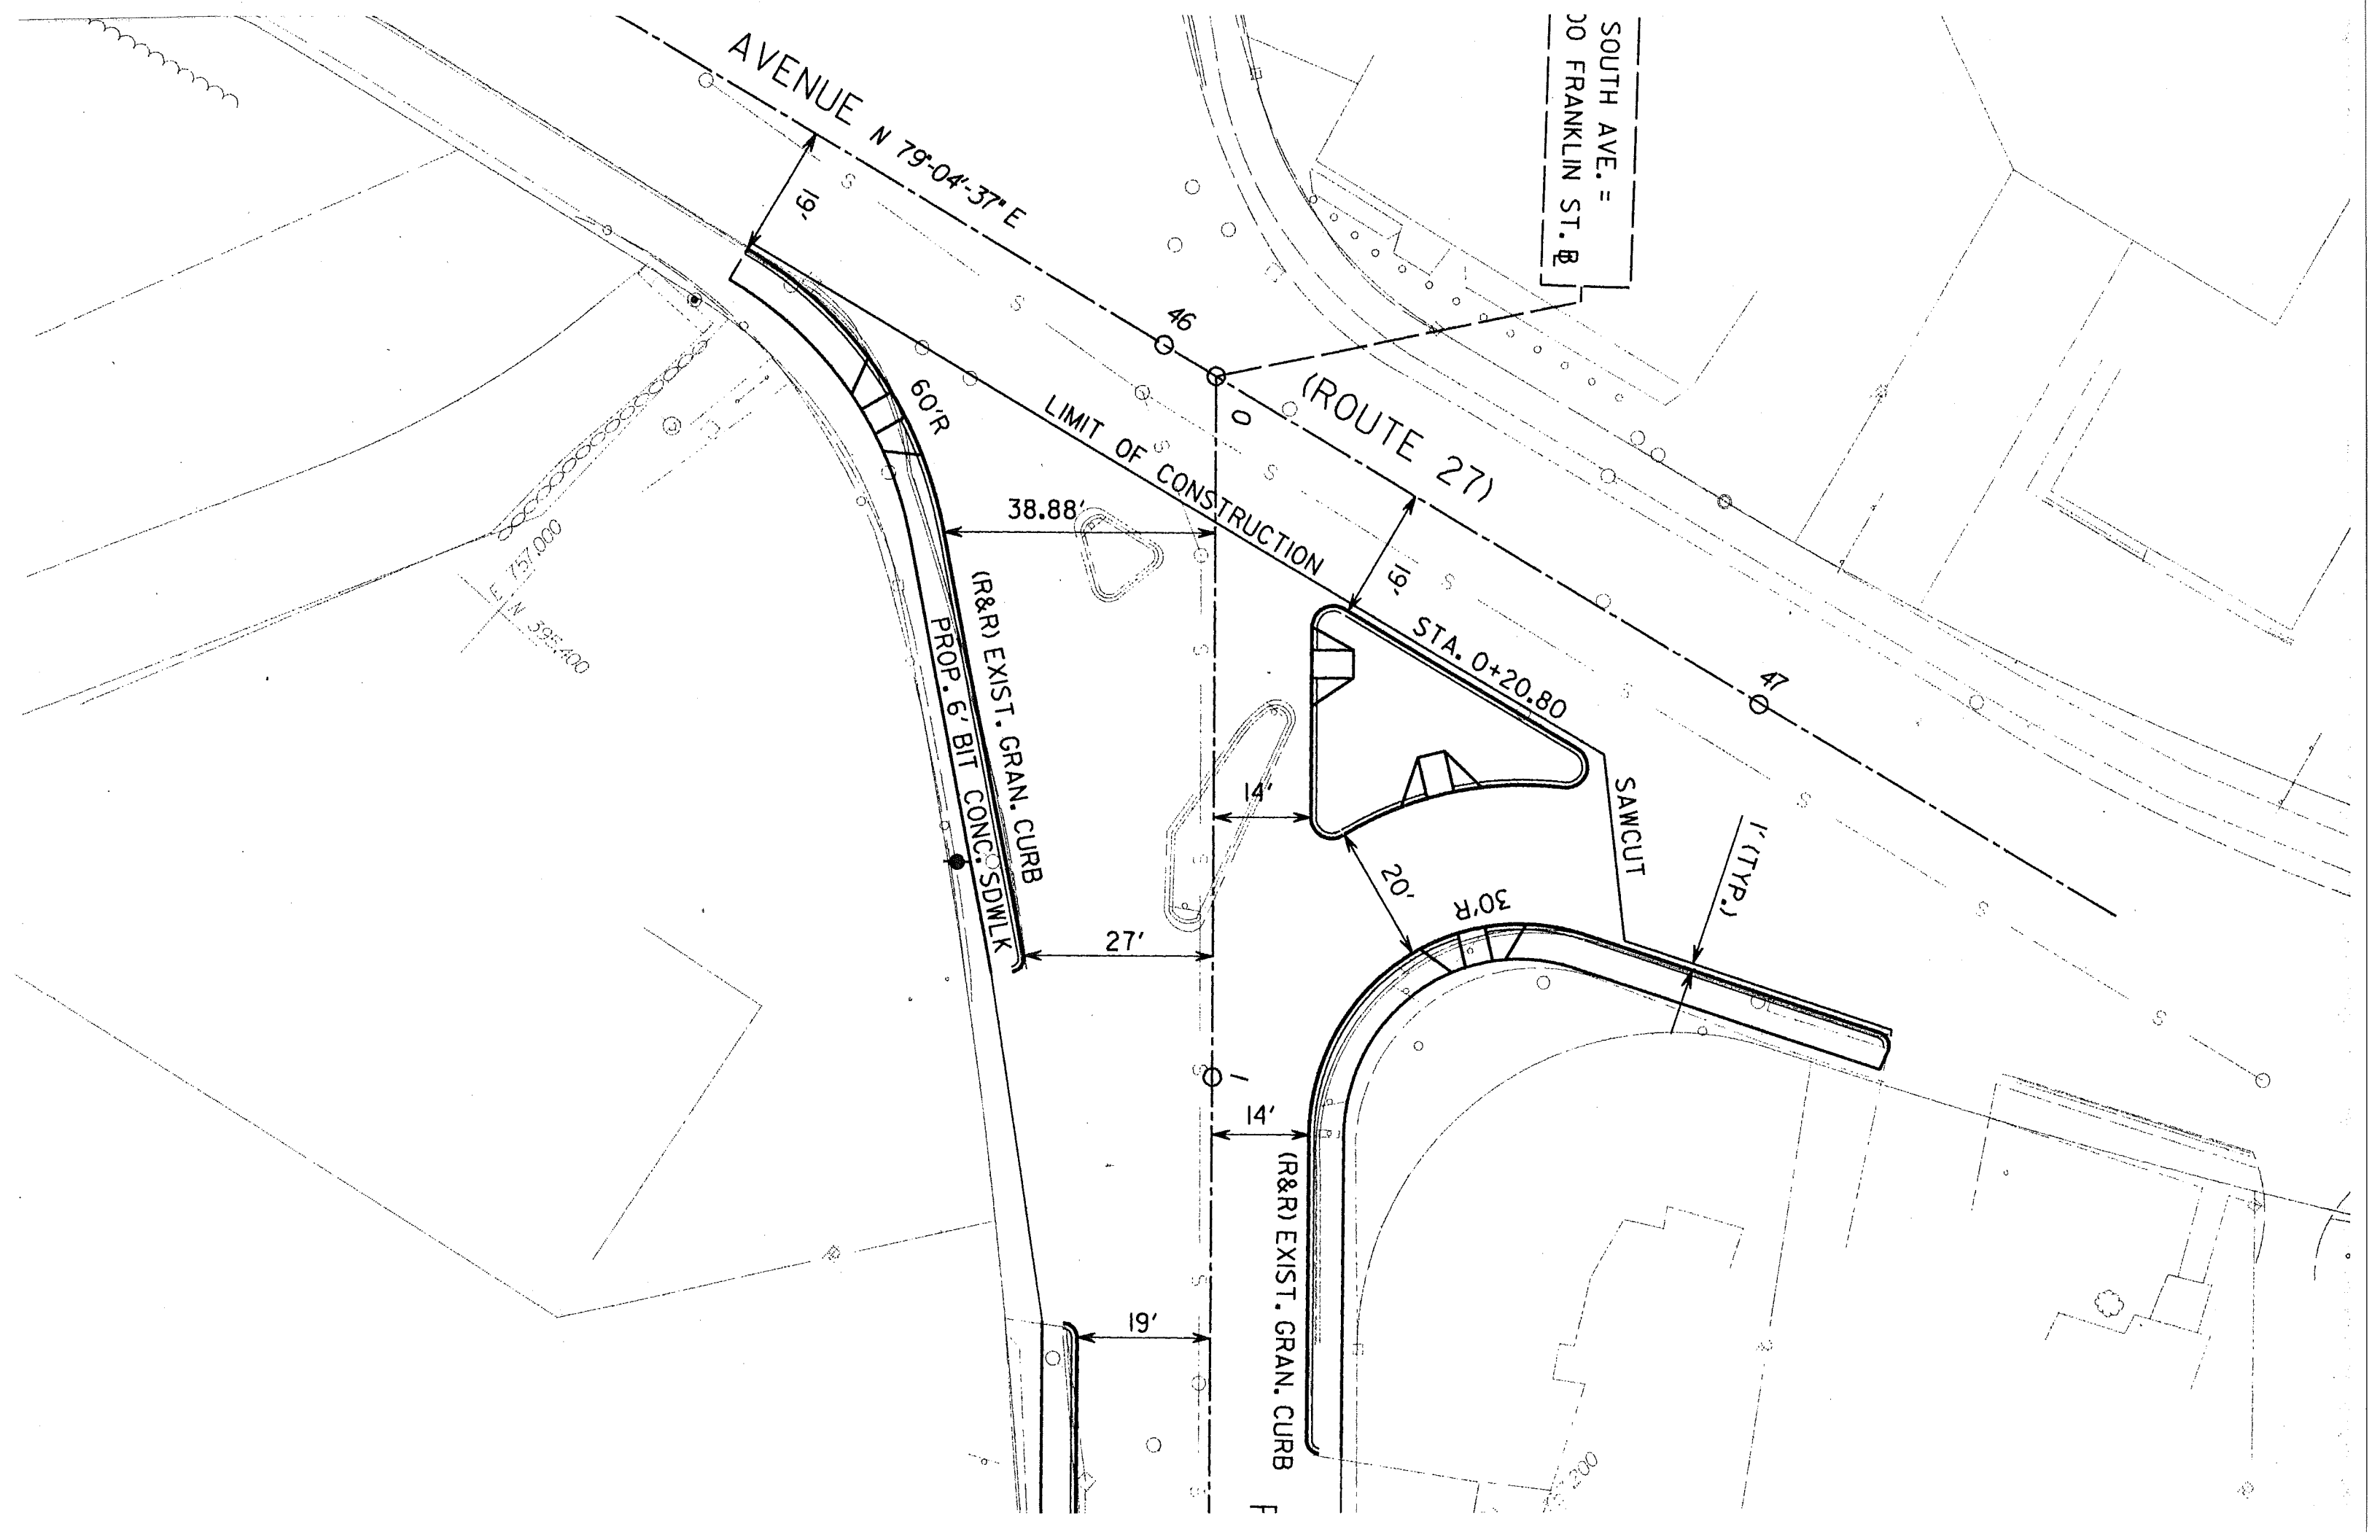 SOUTH AVE. =
00 FRANKLIN ST. B
AVENUE
N 79°-04'-37" E
19'
S
S
S
46
0
(ROUTE 27)
60'R
LIMIT OF CONSTRUCTION
S
S
38.88'
19'
S
47
E 757,000
N 395,400
(R&R) EXIST. GRAN. CURB
PROP. 6' BIT CONC. SDWLK
S
STA. 0+20.80
S
14'
SAWCUT
S
1" (TYP.)
S
20'
30'R
S
27'
S
S
1
14'
(R&R) EXIST. GRAN. CURB
S
19'
S